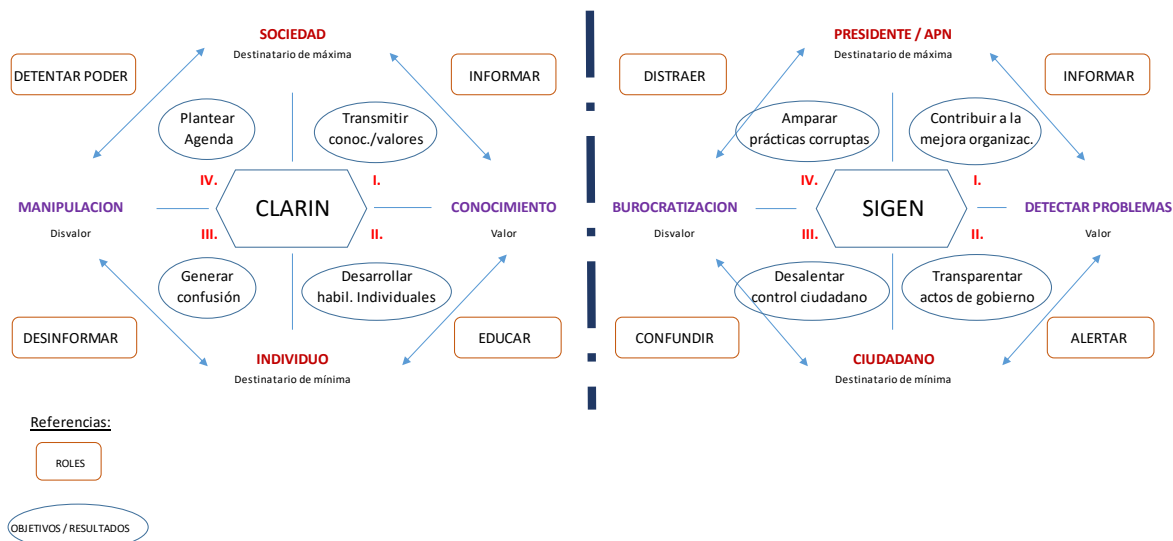 SOCIEDAD
Destinatario de máxima
DETENTAR PODER
INFORMAR
Plantear
Agenda
Transmitir
conoc./valores
IV.
I.
MANIPULACION
CLARIN
CONOCIMIENTO
Disvalor
Valor
III.
II.
Generar
confusión
Desarrollar
habil. Individuales
DESINFORMAR
EDUCAR
INDIVIDUO
Destinatario de mínima
PRESIDENTE / APN
Destinatario de máxima
DISTRAER
INFORMAR
Amparar
prácticas corruptas
Contribuir a la
mejora organizac.
IV.
I.
BUROCRATIZACION
SIGEN
DETECTAR PROBLEMAS
Disvalor
Valor
III.
II.
Desalentar
control ciudadano
Transparentar
actos de gobierno
CONFUNDIR
ALERTAR
CIUDADANO
Destinatario de mínima
Referencias:
ROLES
OBJETIVOS / RESULTADOS